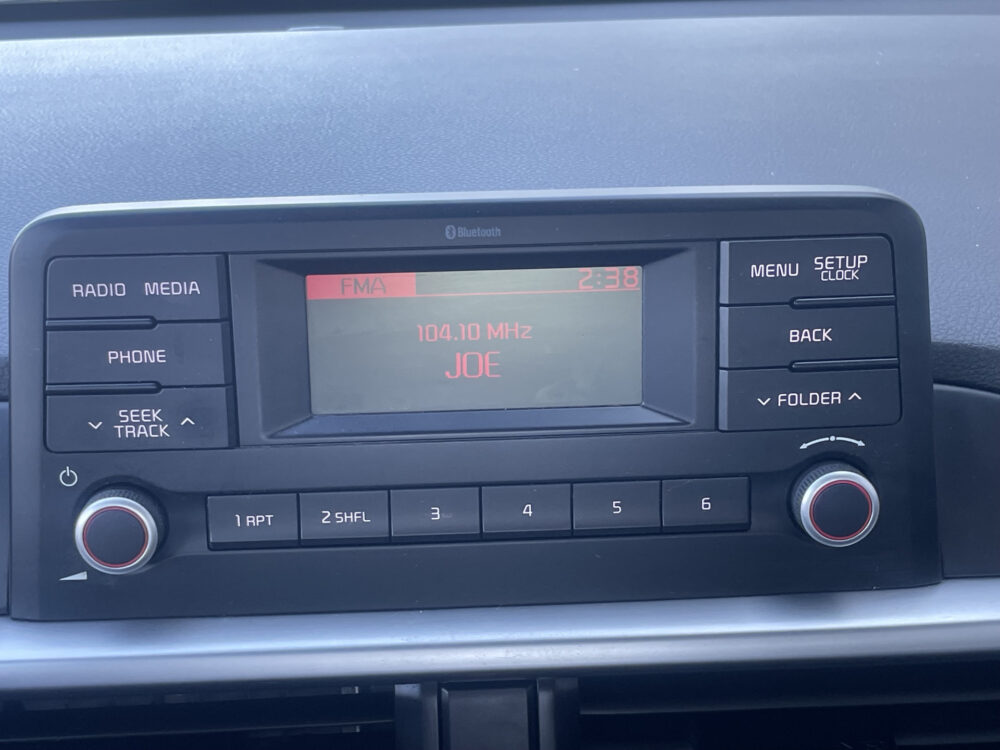 Bluetooth
RADIO MEDIA
PHONE
SEEK
TRACK
FMA 2:38
104.10 MHz
JOE
MENU SETUP
CLOCK
BACK
FOLDER
1 RPT
2 SHFL
3
4
5
6